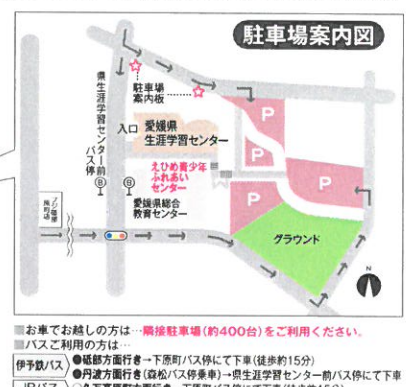 駐車場案内図
駐車場
案内板
入口
愛媛県
生涯学習センター
県生涯学習センター前
バス停
えひめ青少年
ふれあい
センター
愛媛県総合
教育センター
グラウンド
P
P
P
P
P
B
B
N
お車でお越しの方は…隣接駐車場(約400台)をご利用ください。
バスご利用の方は…
伊予鉄バス
●砥部方面行き→下原町バス停にて下車(徒歩約15分)
●丹波方面行き(森松バス停乗車)→県生涯学習センター前バス停にて下車
JRバス